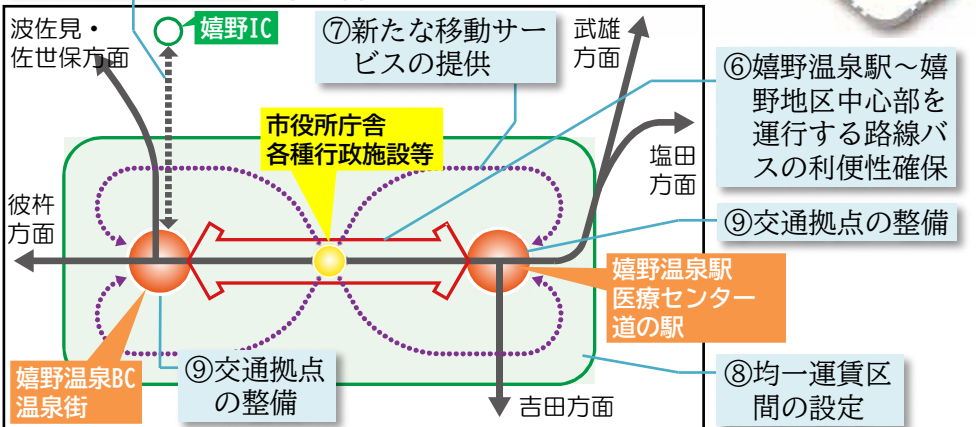 波佐見・
佐世保方面
嬉野IC
⑦新たな移動サー
ビスの提供
武雄
方面
⑥嬉野温泉駅～嬉
野地区中心部を
運行する路線バ
スの利便性確保
市役所庁舎
各種行政施設等
塩田
方面
彼杵
方面
⑨交通拠点の整備
嬉野温泉駅
医療センター
道の駅
嬉野温泉BC
温泉街
⑨交通拠点
の整備
⑧均一運賃区
間の設定
吉田方面